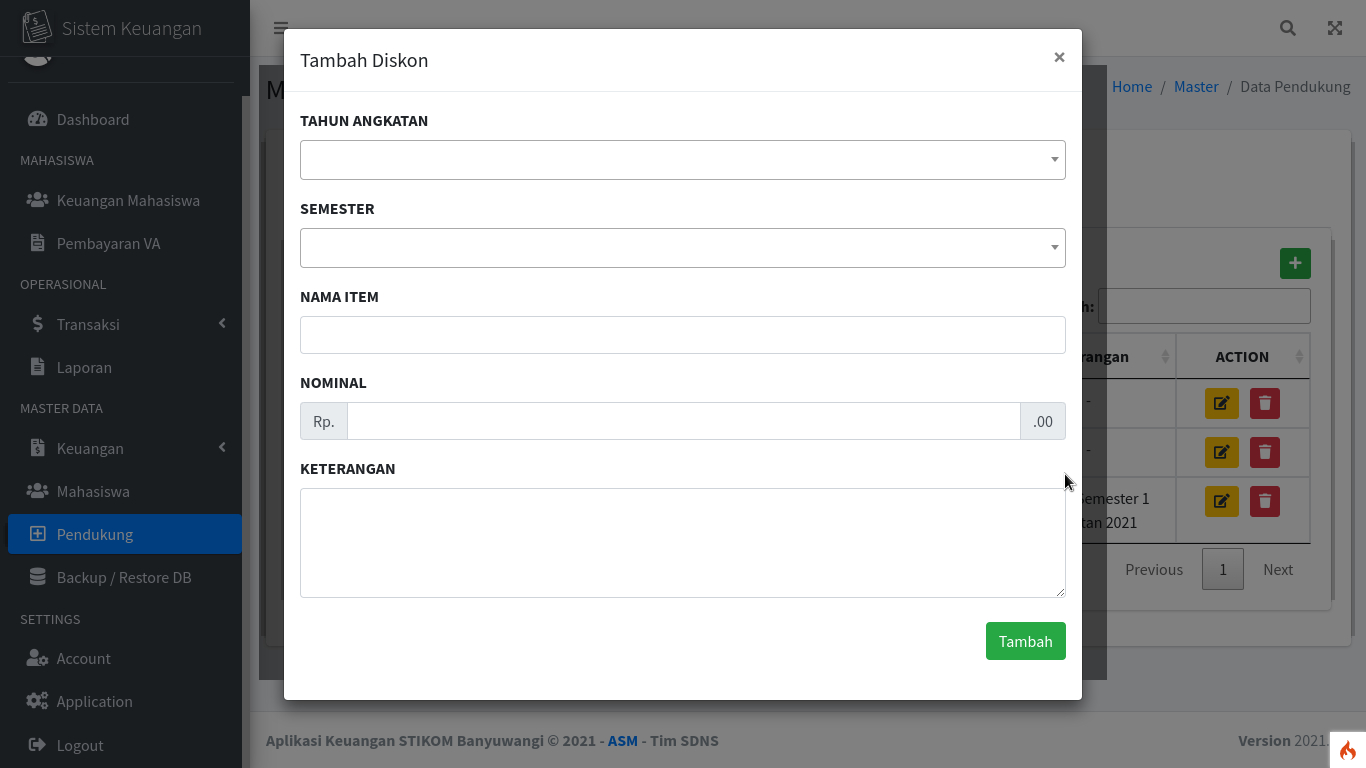 Sistem Keuangan
Dashboard
MAHASISWA
Keuangan Mahasiswa
Pembayaran VA
OPERASIONAL
Transaksi
Laporan
MASTER DATA
Keuangan
Mahasiswa
Pendukung
Backup / Restore DB
SETTINGS
Account
Application
Logout
Home / Master / Data Pendukung
Tambah Diskon
×
TAHUN ANGKATAN
SEMESTER
NAMA ITEM
NOMINAL
Rp.
.00
KETERANGAN
Tambah
h:
rangan
ACTION
-
-
emester 1
tan 2021
Previous 1 Next
Aplikasi Keuangan STIKOM Banyuwangi © 2021 - ASM - Tim SDNS
Version 2021.